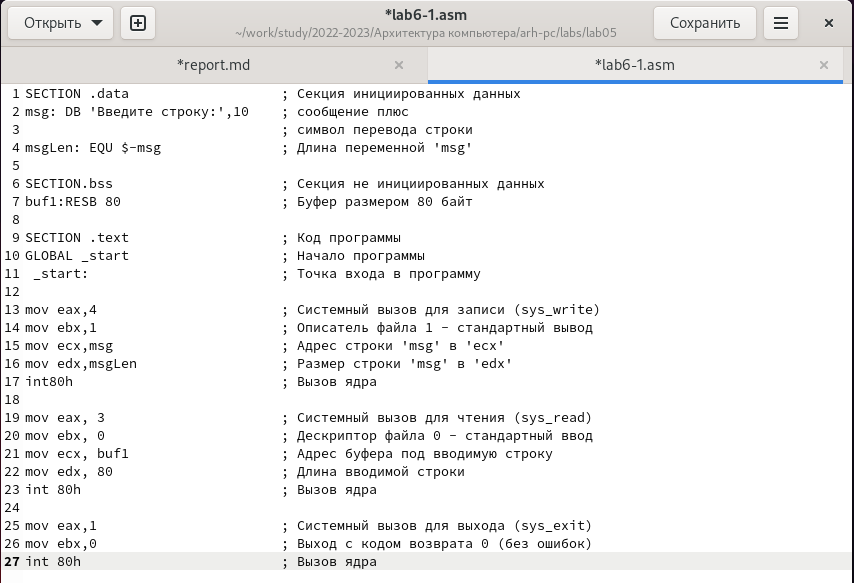 Открыть
*lab6-1.asm
~/work/study/2022-2023/Архитектура компьютера/arh-pc/labs/lab05
Сохранить
*report.md
*lab6-1.asm
1 SECTION .data ; Секция инициированных данных
2 msg: DB 'Введите строку:',10 ; сообщение плюс
3 ; символ перевода строки
4 msgLen: EQU $-msg ; Длина переменной 'msg'
5
6 SECTION.bss ; Секция не инициированных данных
7 buf1:RESB 80 ; Буфер размером 80 байт
8
9 SECTION .text ; Код программы
10 GLOBAL _start ; Начало программы
11 _start: ; Точка входа в программу
12
13 mov eax,4 ; Системный вызов для записи (sys_write)
14 mov ebx,1 ; Описатель файла 1 - стандартный вывод
15 mov ecx,msg ; Адрес строки 'msg' в 'ecx'
16 mov edx,msgLen ; Размер строки 'msg' в 'edx'
17 int80h ; Вызов ядра
18
19 mov eax, 3 ; Системный вызов для чтения (sys_read)
20 mov ebx, 0 ; Дескриптор файла 0 - стандартный ввод
21 mov ecx, buf1 ; Адрес буфера под вводимую строку
22 mov edx, 80 ; Длина вводимой строки
23 int 80h ; Вызов ядра
24
25 mov eax,1 ; Системный вызов для выхода (sys_exit)
26 mov ebx,0 ; Выход с кодом возврата 0 (без ошибок)
27 int 80h ; Вызов ядра